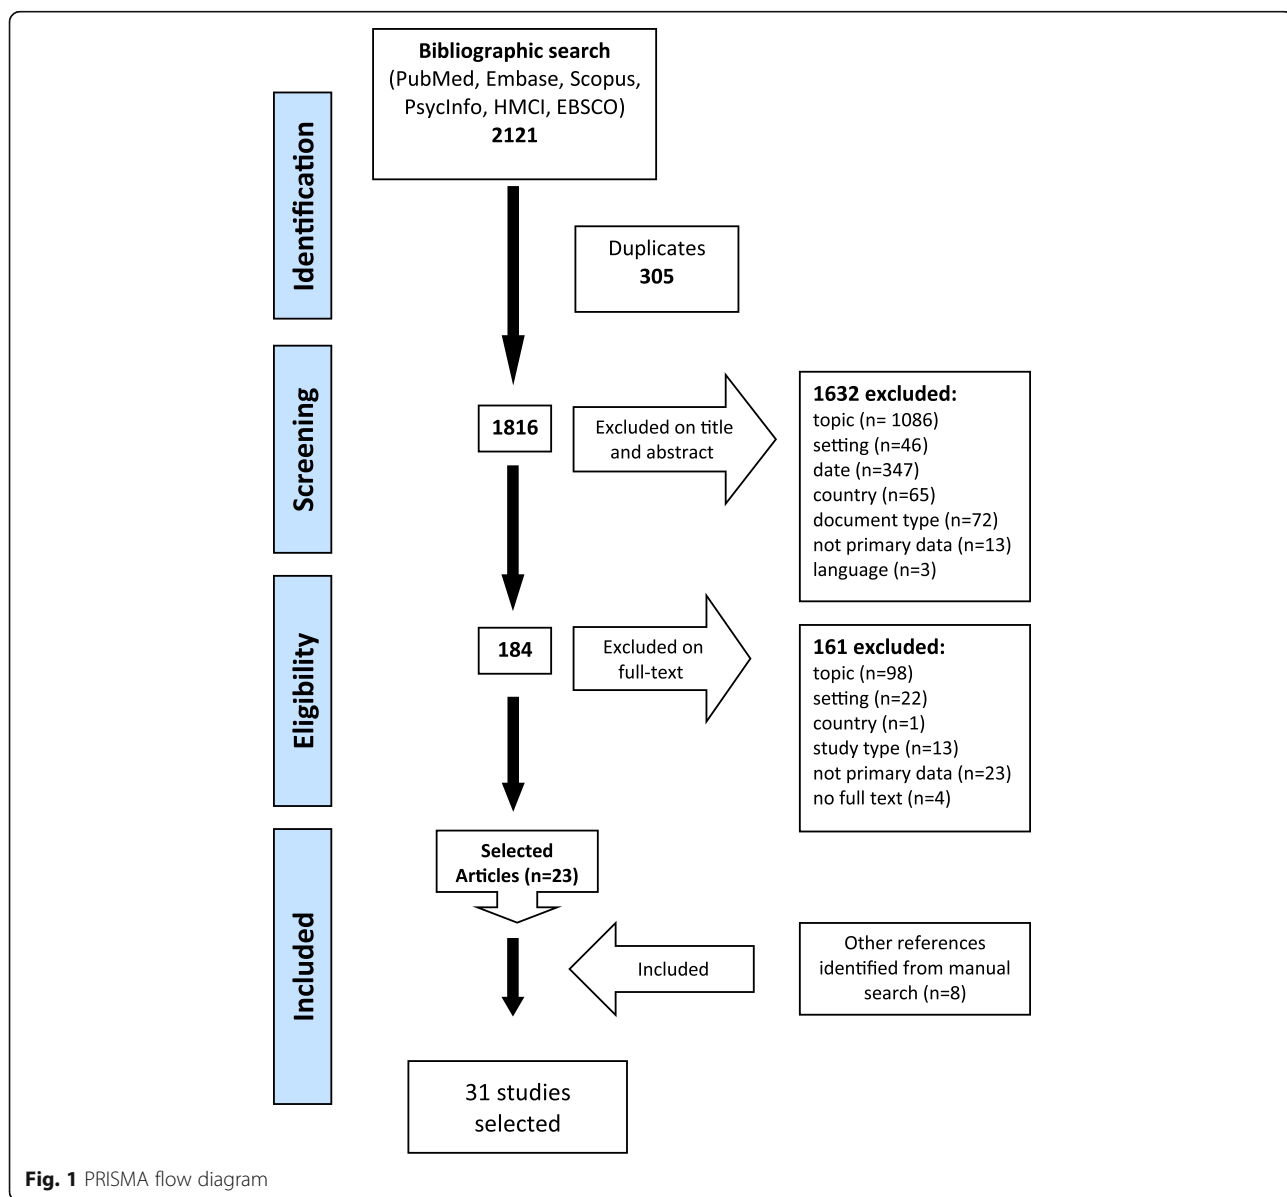 Bibliographic search
(PubMed, Embase, Scopus,
PsycInfo, HMCI, EBSCO)
2121
Identification
Duplicates
305
Screening
1816
Excluded on title
and abstract
1632 excluded:
topic (n= 1086)
setting (n=46)
date (n=347)
country (n=65)
document type (n=72)
not primary data (n=13)
language (n=3)
Eligibility
184
Excluded on
full-text
161 excluded:
topic (n=98)
setting (n=22)
country (n=1)
study type (n=13)
not primary data (n=23)
no full text (n=4)
Included
Selected
Articles (n=23)
Included
Other references
identified from manual
search (n=8)
31 studies
selected
Fig. 1 PRISMA flow diagram